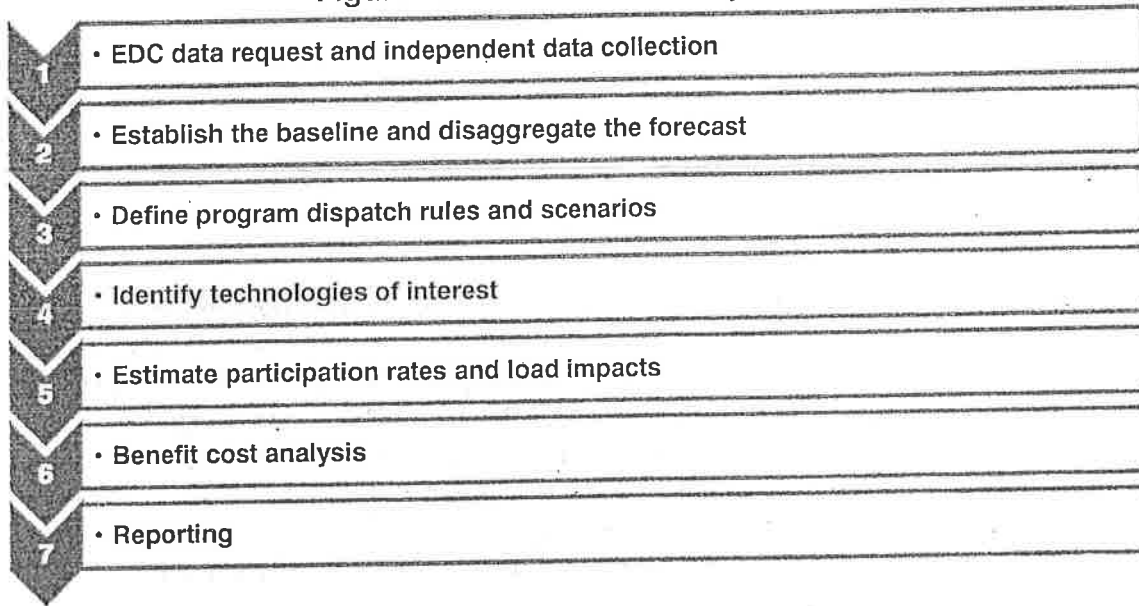 1
• EDC data request and independent data collection
2
• Establish the baseline and disaggregate the forecast
3
• Define program dispatch rules and scenarios
4
• Identify technologies of interest
5
• Estimate participation rates and load impacts
6
• Benefit cost analysis
7
• Reporting